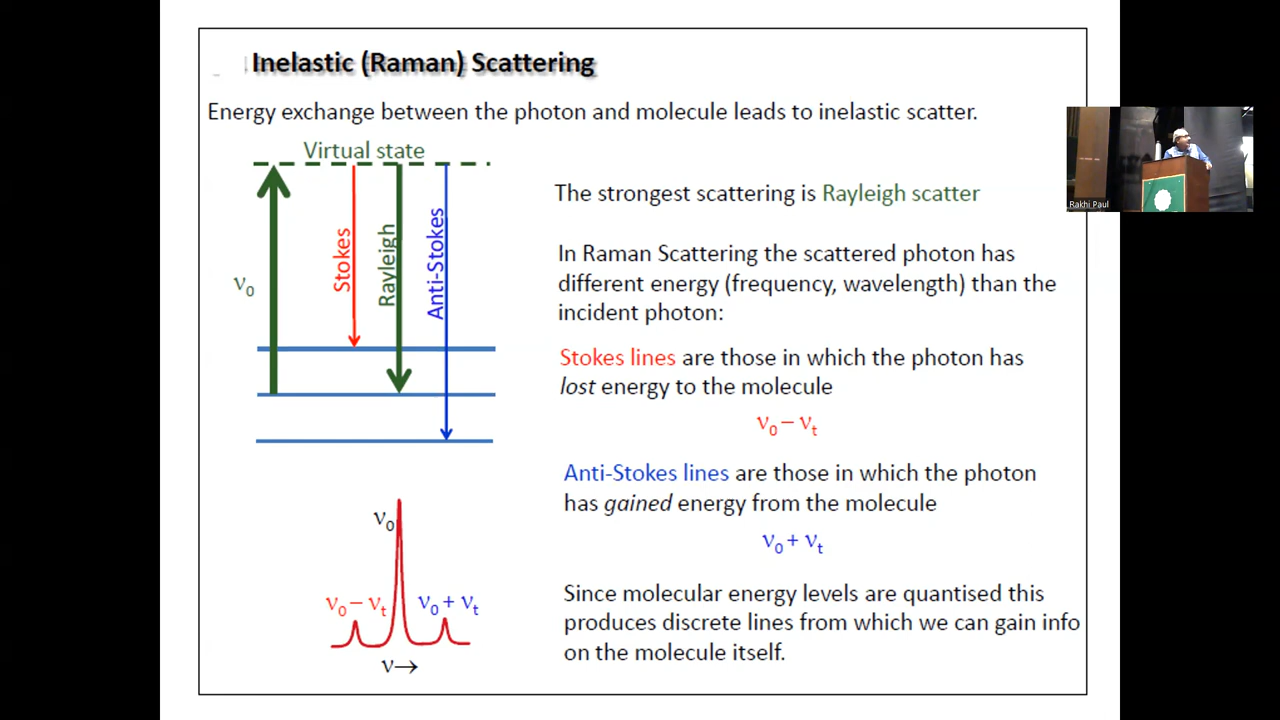 Inelastic (Raman) Scattering
Energy exchange between the photon and molecule leads to inelastic scatter.
Virtual state
ν0
Stokes
Rayleigh
Anti-Stokes
The strongest scattering is Rayleigh scatter
In Raman Scattering the scattered photon has
different energy (frequency, wavelength) than the
incident photon:
Stokes lines are those in which the photon has
lost energy to the molecule
ν0 – νt
Anti-Stokes lines are those in which the photon
has gained energy from the molecule
ν0 + νt
Since molecular energy levels are quantised this
produces discrete lines from which we can gain info
on the molecule itself.
ν0
ν0 – νt
ν0 + νt
ν→
Rakhi Paul